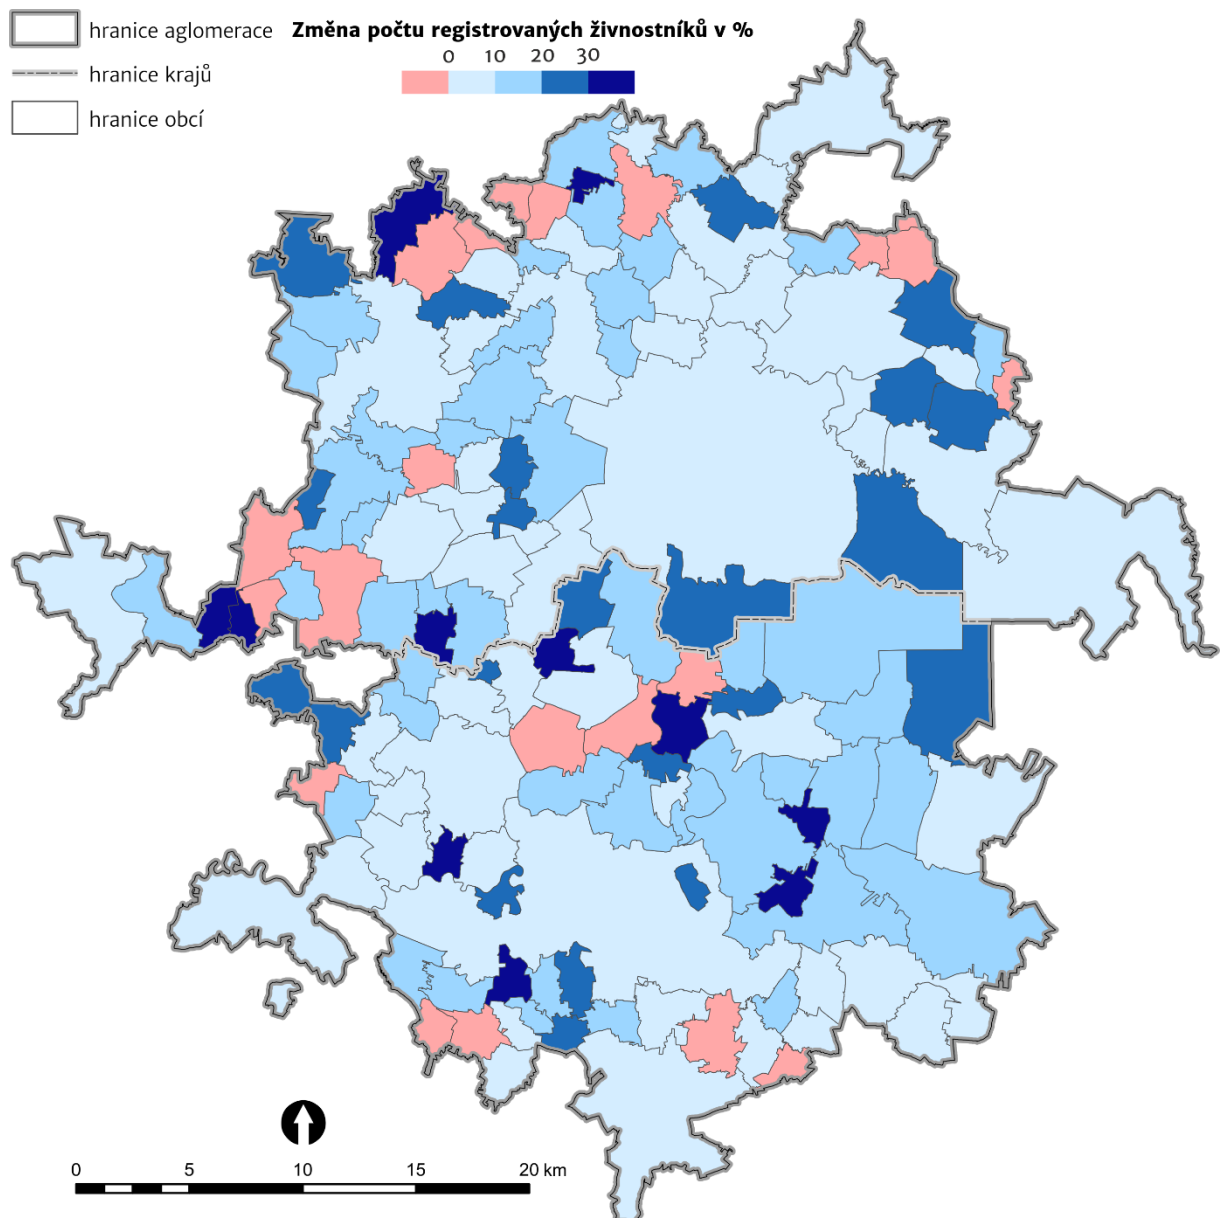 hranice aglomerace
hranice krajů
hranice obcí
Změna počtu registrovaných živnostníků v %
0 10 20 30
0 5 10 15 20 km